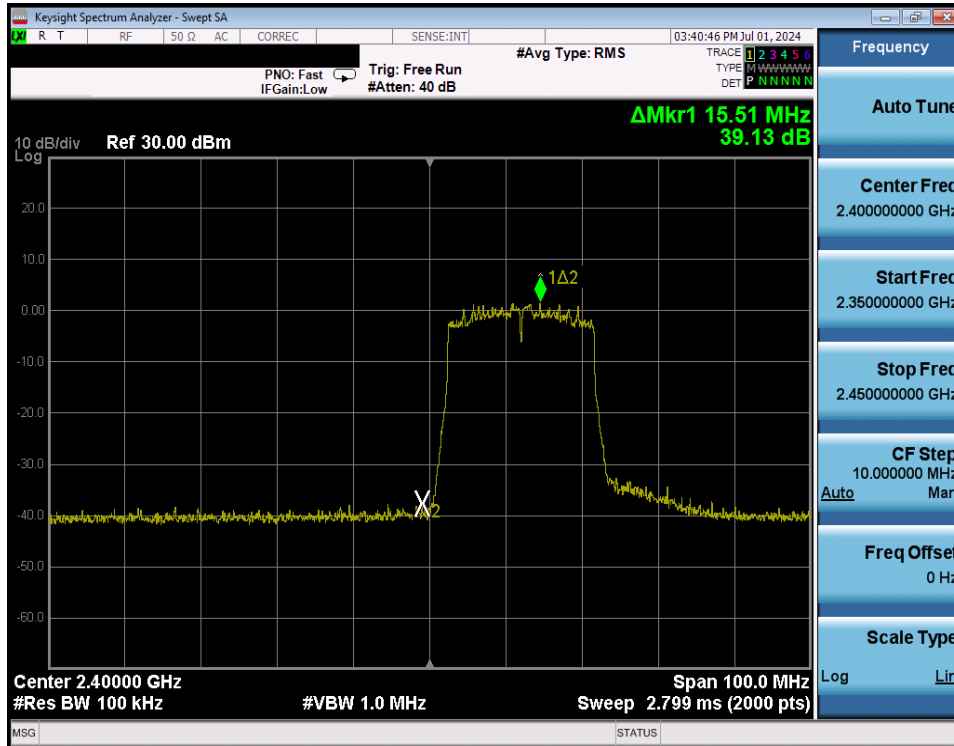 Keysight Spectrum Analyzer - Swept SA
LXI R T RF 50 Ω AC CORREC SENSE:INT 03:40:46 PM Jul 01, 2024
#Avg Type: RMS TRACE 1 2 3 4 5 6
PNO: Fast Trig: Free Run TYPE M W W W W W
IFGain:Low #Atten: 40 dB DET P N N N N N
ΔMkr1 15.51 MHz
39.13 dB
10 dB/div Ref 30.00 dBm
Log
20.0
10.0
1Δ2
0.00
-10.0
-20.0
-30.0
-40.0
X2
-50.0
-60.0
Center 2.40000 GHz Span 100.0 MHz
#Res BW 100 kHz #VBW 1.0 MHz Sweep 2.799 ms (2000 pts)
MSG STATUS
Frequency
Auto Tune
Center Freq
2.400000000 GHz
Start Freq
2.350000000 GHz
Stop Freq
2.450000000 GHz
CF Step
10.000000 MHz
Auto Man
Freq Offset
0 Hz
Scale Type
Log Lin